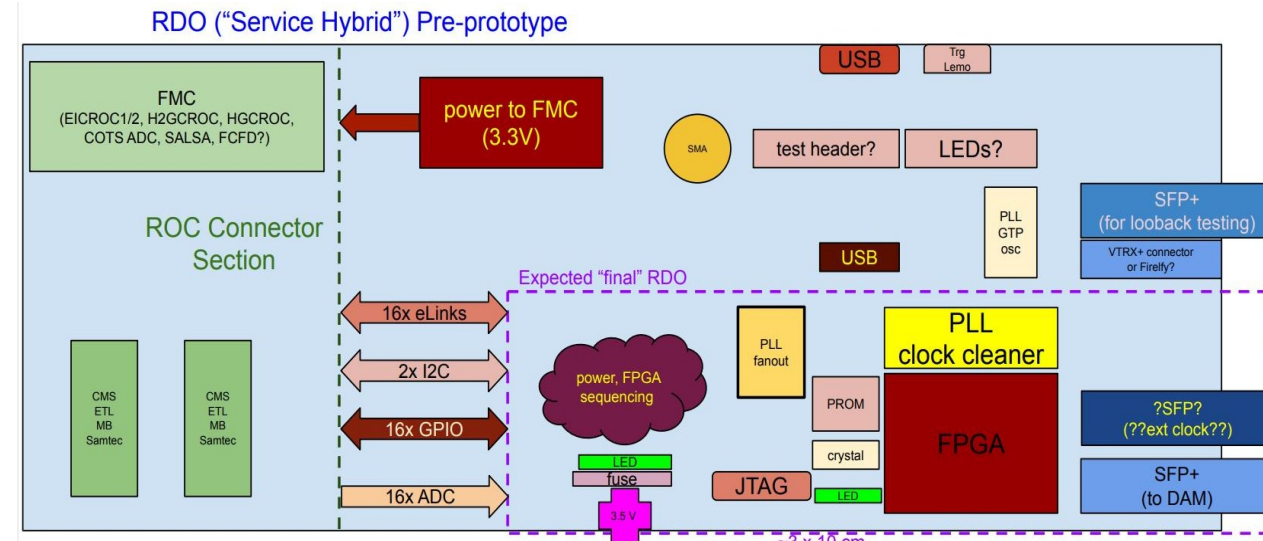 RDO (“Service Hybrid”) Pre-prototype
FMC
(EICROC1/2, H2GCROC, HGCROC,
COTS ADC, SALSA, FCFD?)
power to FMC
(3.3V)
USB
Trg
Lemo
SMA
test header?
LEDs?
ROC Connector
Section
PLL
GTP
osc
SFP+
(for looback testing)
VTRX+ connector
or Firelfy?
USB
Expected “final” RDO
16x eLinks
2x I2C
16x GPIO
16x ADC
CMS
ETL
MB
Samtec
CMS
ETL
MB
Samtec
power, FPGA
sequencing
PLL
fanout
PLL
clock cleaner
PROM
crystal
FPGA
?SFP?
(??ext clock??)
LED
fuse
3.5 V
JTAG
LED
SFP+
(to DAM)
~3 x 10 cm